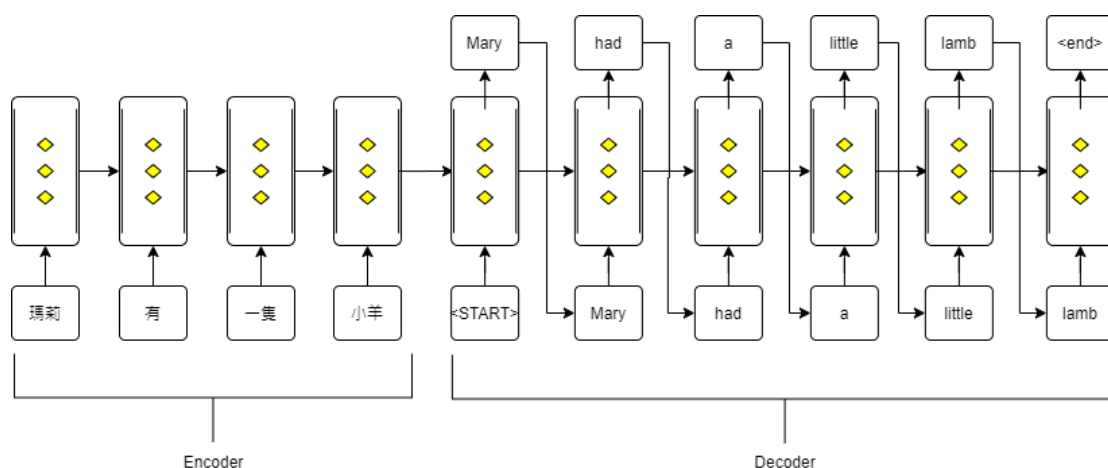 Mary
had
a
little
lamb
<end>
瑪莉
有
一隻
小羊
<START>
Mary
had
a
little
lamb
Encoder
Decoder